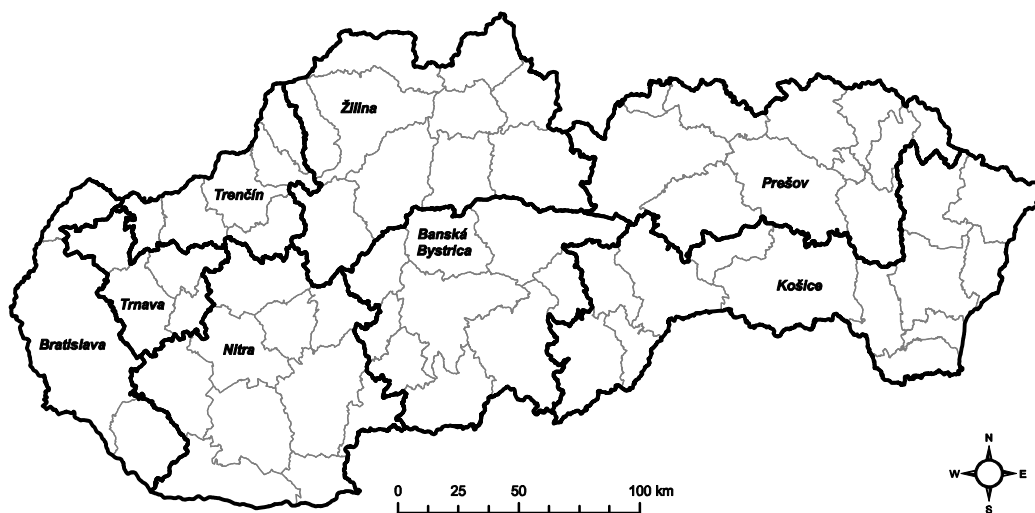 Žilina
Trenčín
Prešov
Banská
Bystrica
Košice
Trnava
Bratislava
Nitra
N
W E
S
0 25 50 100 km